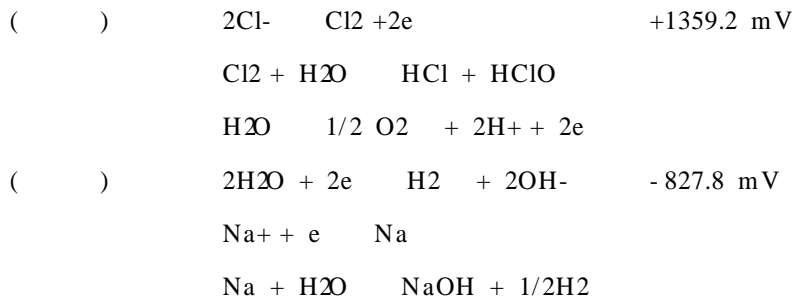 ( ) 2Cl- Cl2 +2e +1359.2 mV
Cl2 + H2O HCl + HClO
H2O 1/2 O2 + 2H+ + 2e
( ) 2H2O + 2e H2 + 2OH- - 827.8 mV
Na+ + e Na
Na + H2O NaOH + 1/2H2